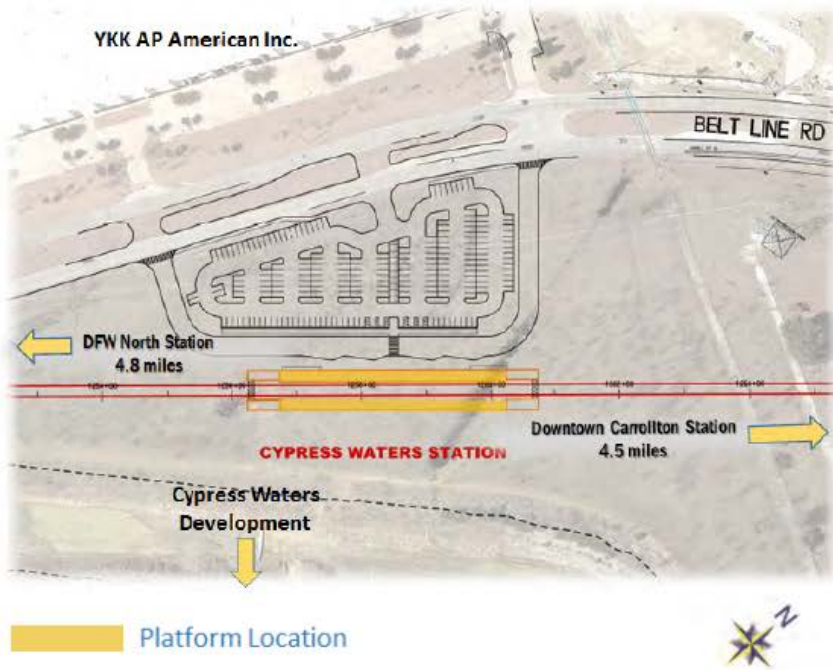 YKK AP American Inc.
BELT LINE RD
DFW North Station
4.8 miles
Downtown Carrollton Station
4.5 miles
CYPRESS WATERS STATION
Cypress Waters
Development
Platform Location
N